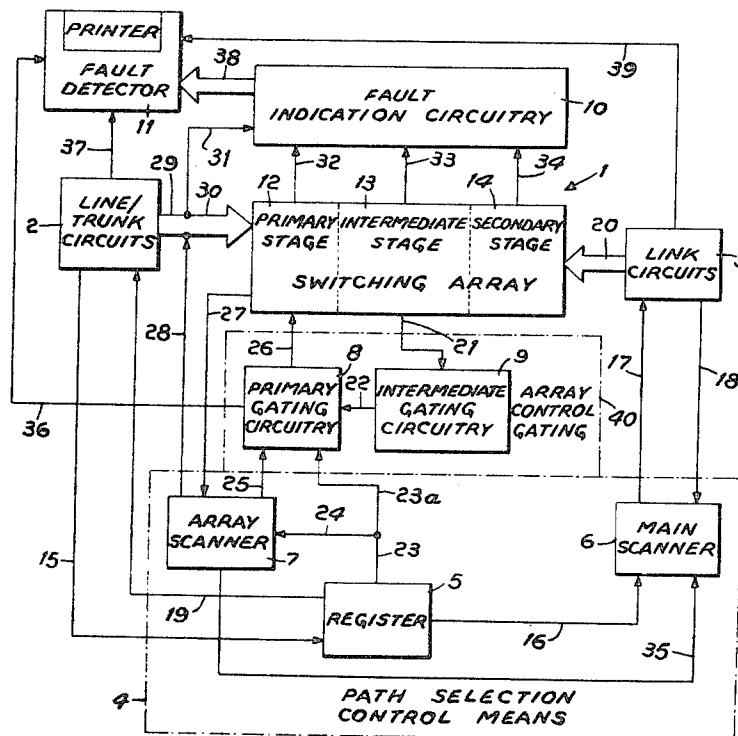 PRINTER
FAULT
DETECTOR
11
38
39
FAULT
INDICATION CIRCUITRY
10
37
29
31
30
32
33
34
1
12
13
14
2
LINE/
TRUNK
CIRCUITS
PRIMARY
STAGE
INTERMEDIATE
STAGE
SECONDARY
STAGE
SWITCHING ARRAY
20
LINK
CIRCUITS
27
28
26
21
8
9
17
18
PRIMARY
GATING
CIRCUITRY
22
INTERMEDIATE
GATING
CIRCUITRY
ARRAY
CONTROL
GATING
40
36
25
23a
ARRAY
SCANNER
7
24
23
6
MAIN
SCANNER
15
19
5
REGISTER
16
35
4
PATH SELECTION
CONTROL MEANS